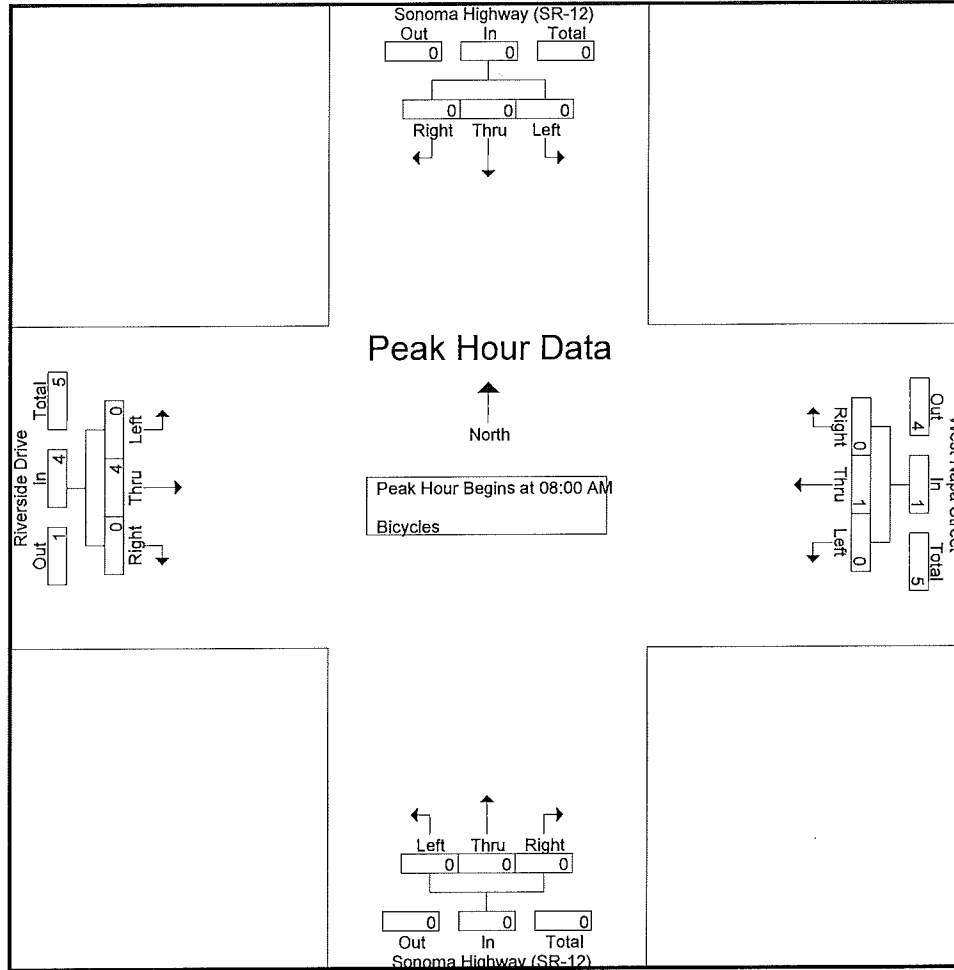 Sonoma Highway (SR-12)
Out In Total
0 0 0
0 0 0
Right Thru Left
Peak Hour Data
North
Peak Hour Begins at 08:00 AM
Bicycles
Riverside Drive
Total In Out
5 4 1
0 4 0
Left Thru Right
Right Thru Left
0 1 0
Out In Total
4 1 5
Left Thru Right
0 0 0
0 0 0
Out In Total
Sonoma Highway (SR-12)